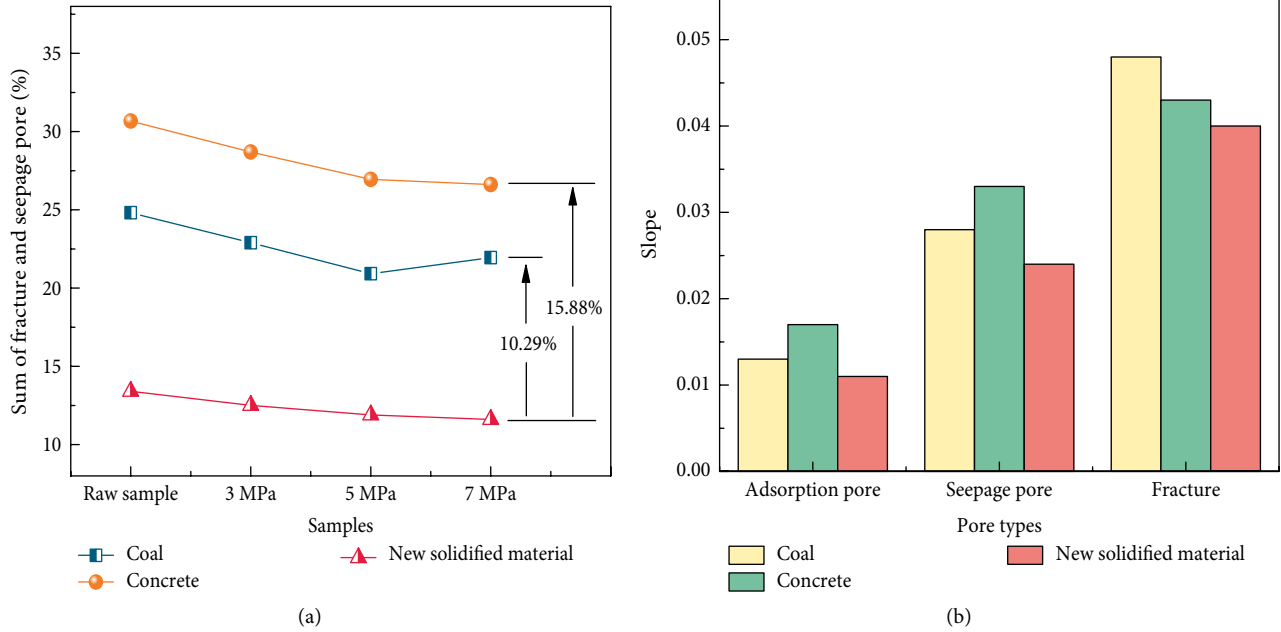 Sum of fracture and seepage pore (%)
35
30
25
20
15
10
15.88%
10.29%
Raw sample
3 MPa
5 MPa
7 MPa
Samples
Coal
New solidified material
Concrete
(a)
Slope
0.05
0.04
0.03
0.02
0.01
0.00
Adsorption pore
Seepage pore
Fracture
Pore types
Coal
New solidified material
Concrete
(b)